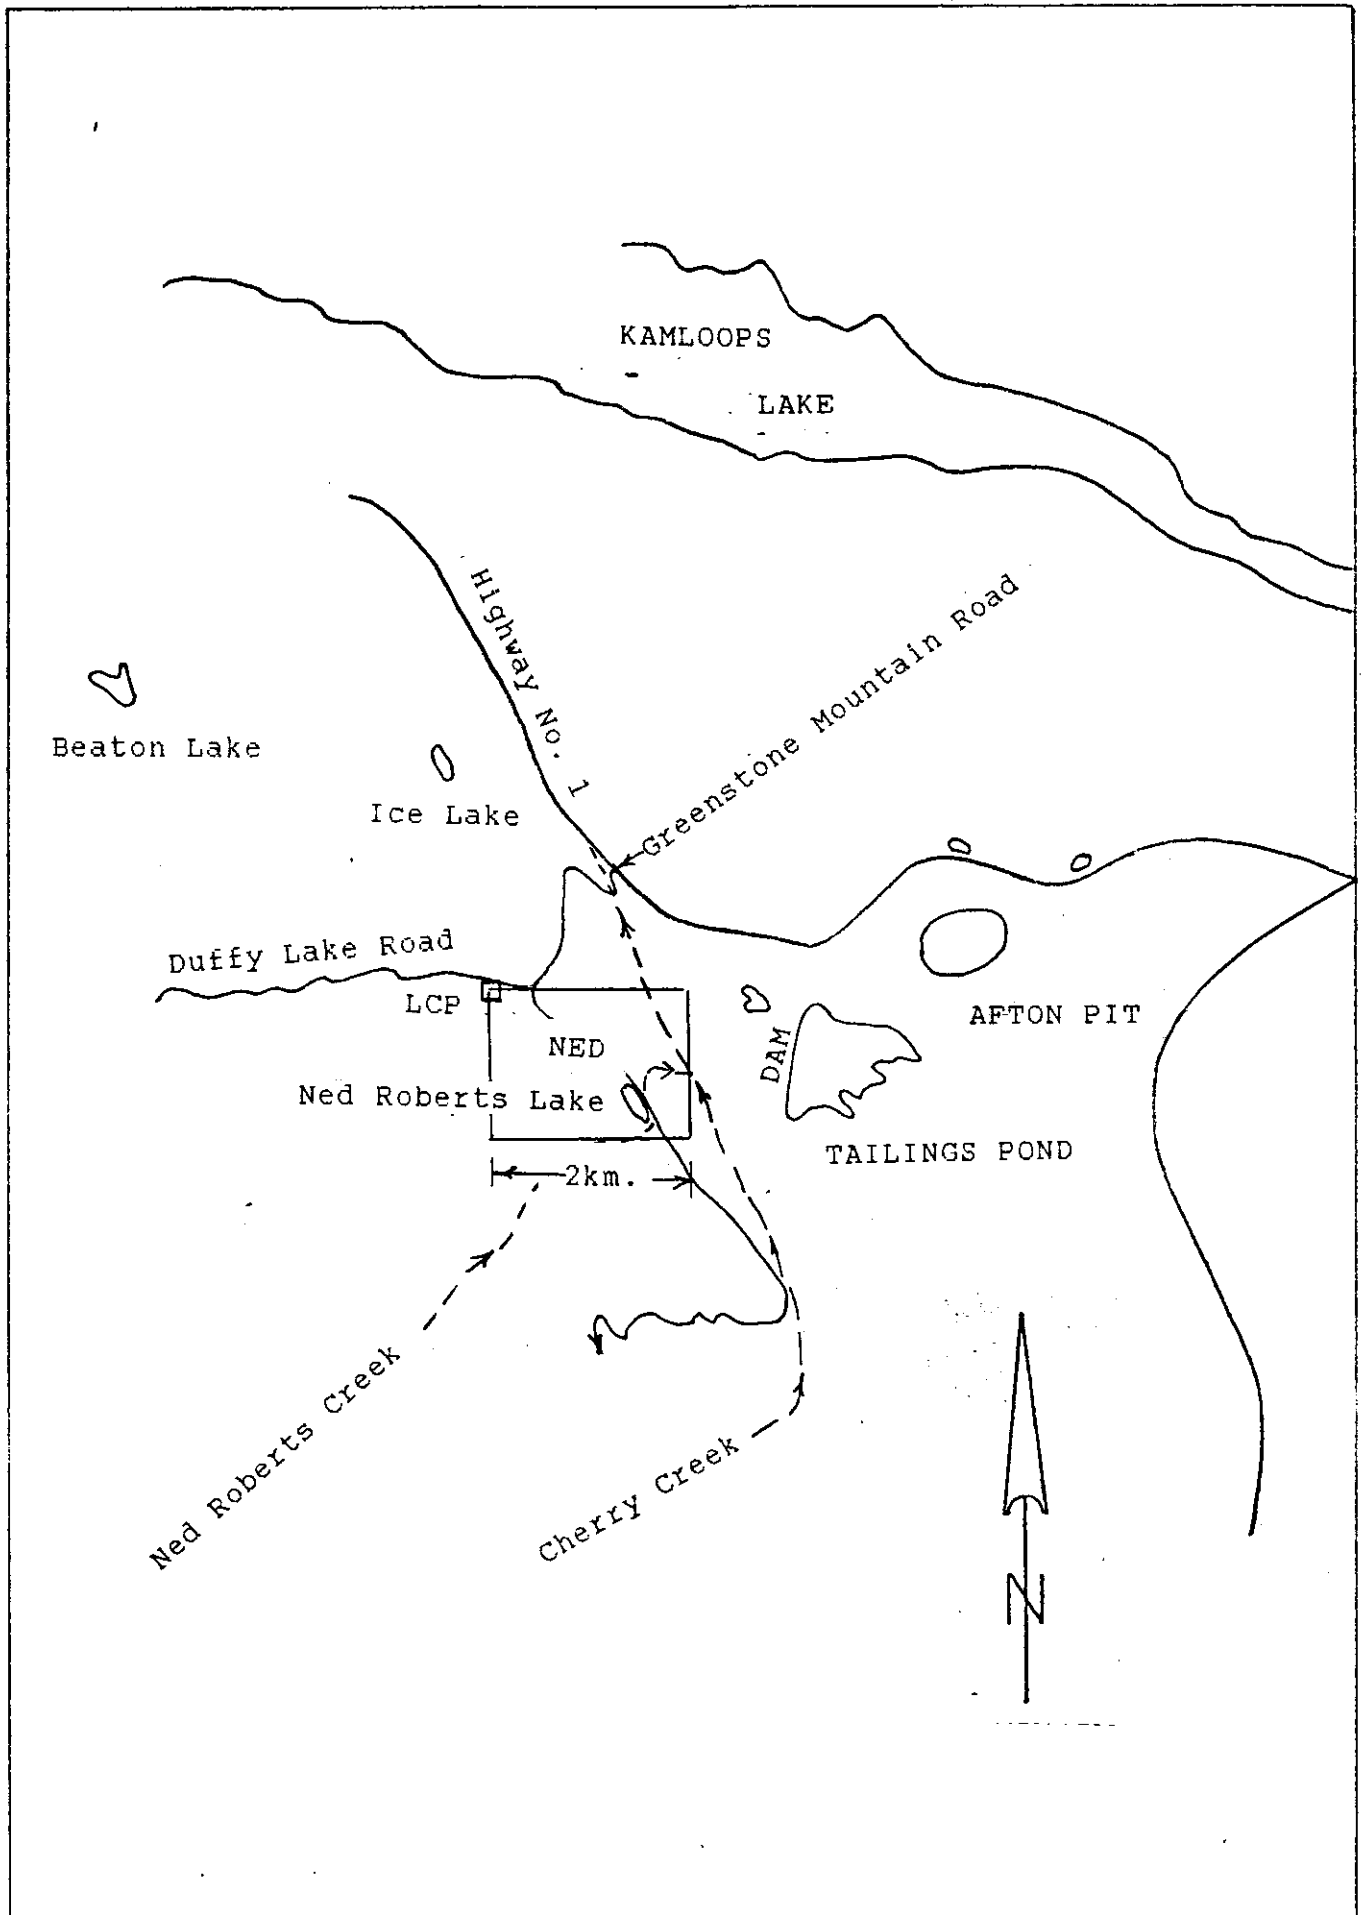 KAMLOOPS
LAKE
Highway No. 1
Greenstone Mountain Road
Beaton Lake
Ice Lake
Duffy Lake Road
LCP
NED
Ned Roberts Lake
DAM
AFTON PIT
TAILINGS POND
2km.
Ned Roberts Creek
Cherry Creek
N